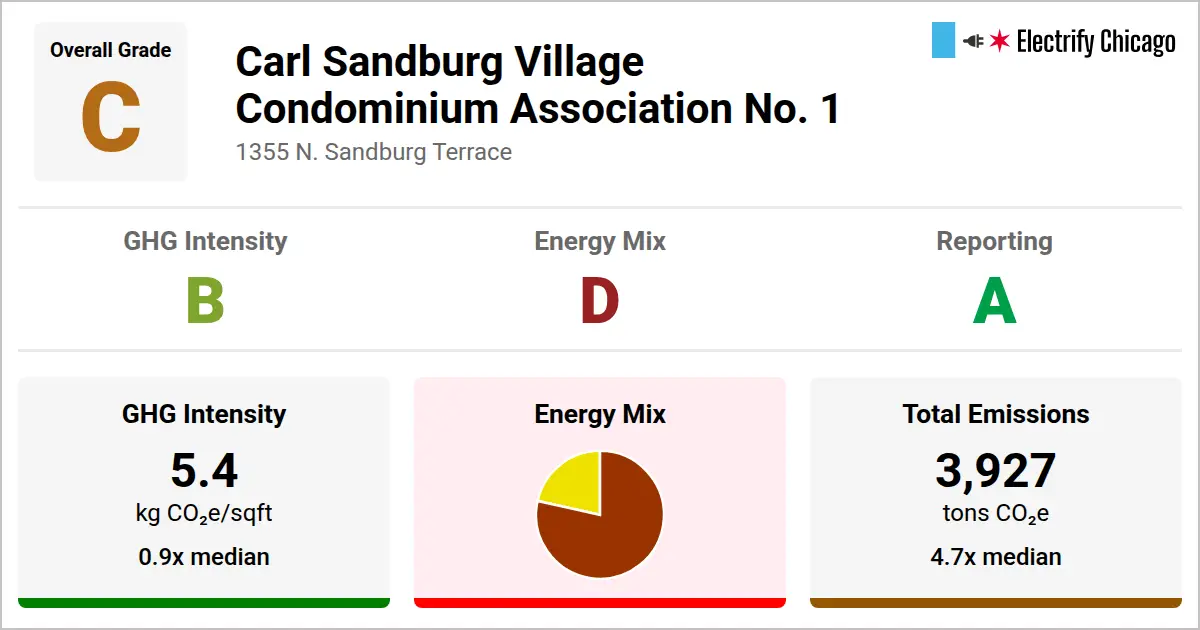 Overall Grade
C
Carl Sandburg Village
Condominium Association No. 1
1355 N. Sandburg Terrace
Electrify Chicago
GHG Intensity
B
Energy Mix
D
Reporting
A
GHG Intensity
5.4
kg CO₂e/sqft
0.9x median
Energy Mix
Total Emissions
3,927
tons CO₂e
4.7x median